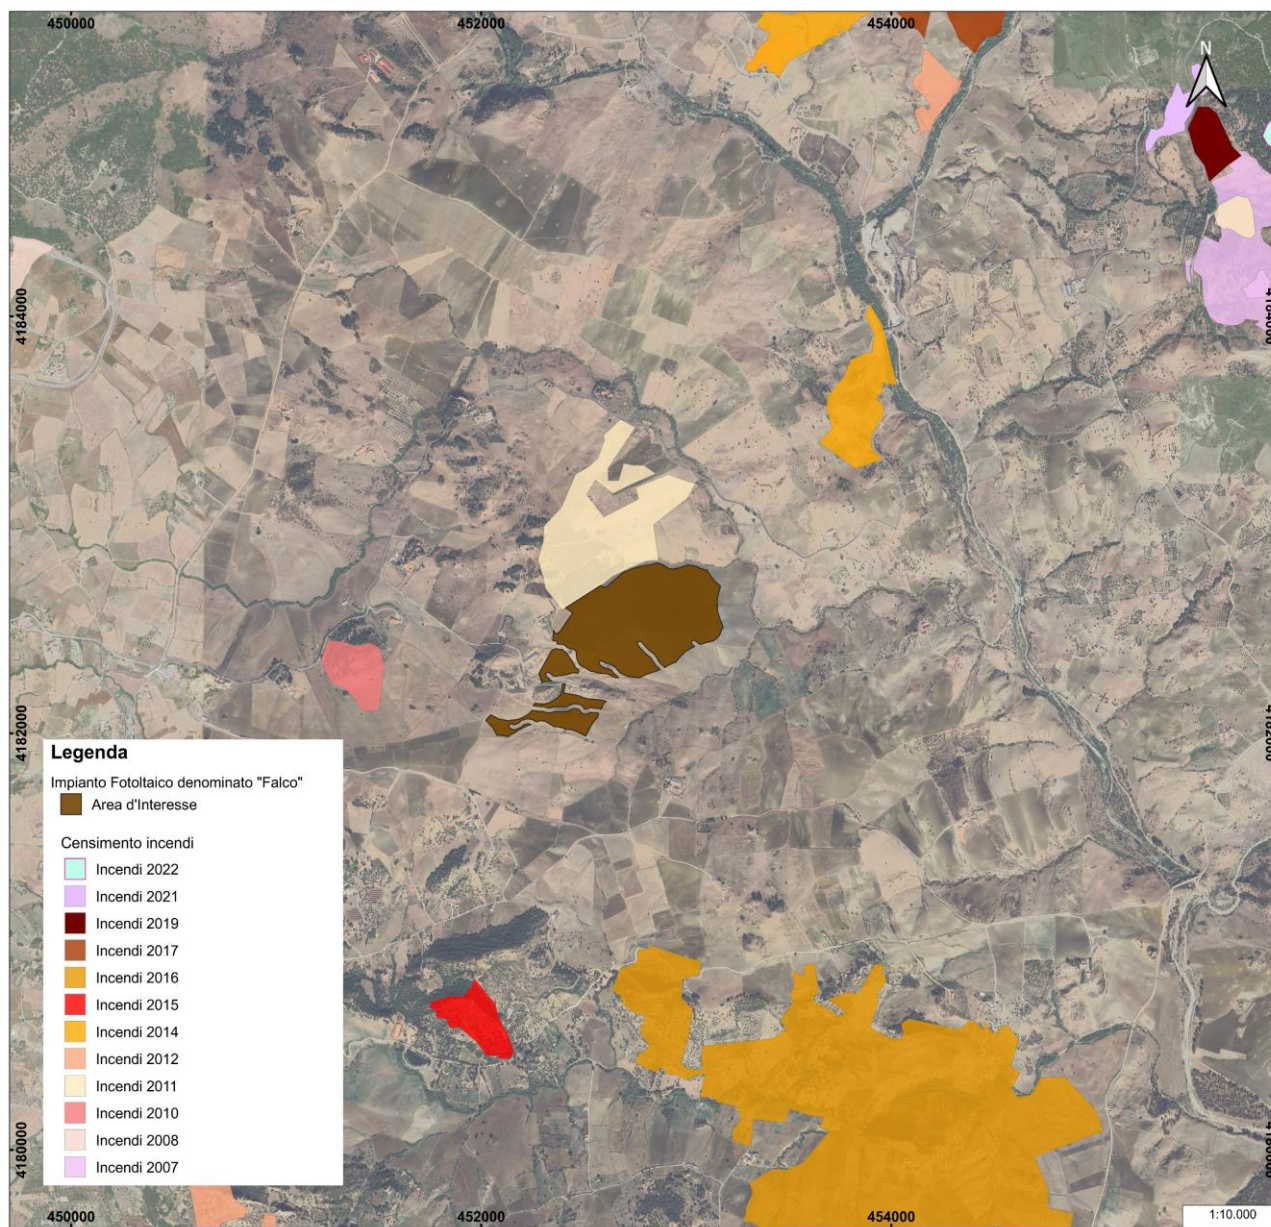 450000
452000
454000
N
4184000
4184000
4182000
4182000
Legenda
Impianto Fotoltaico denominato "Falco"
Area d'Interesse
Censimento incendi
Incendi 2022
Incendi 2021
Incendi 2019
Incendi 2017
Incendi 2016
Incendi 2015
Incendi 2014
Incendi 2012
Incendi 2011
Incendi 2010
Incendi 2008
Incendi 2007
4180000
4180000
450000
452000
454000
1:10.000